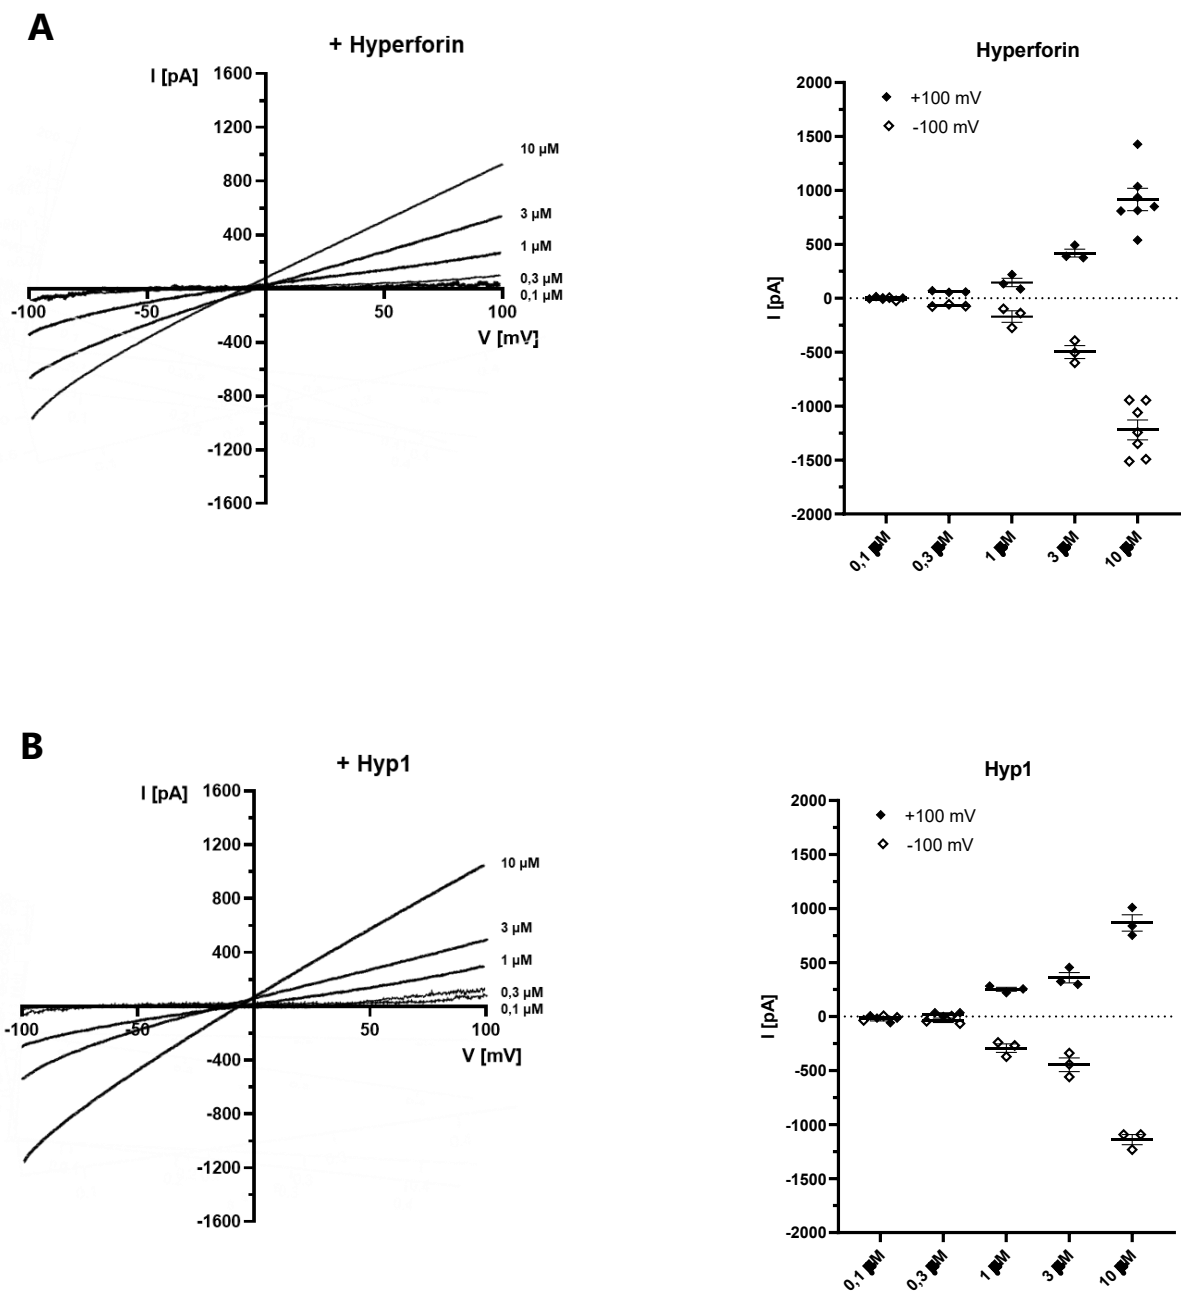 A
+ Hyperforin
I [pA]
1600
1200
800
400
-400
-800
-1200
-1600
-100
-50
50
100
V [mV]
10 µM
3 µM
1 µM
0,3 µM
0,1 µM
Hyperforin
+100 mV
-100 mV
I [pA]
2000
1500
1000
500
0
-500
-1000
-1500
-2000
0,1 µM
0,3 µM
1 µM
3 µM
10 µM
B
+ Hyp1
I [pA]
1600
1200
800
400
-400
-800
-1200
-1600
-100
-50
50
100
V [mV]
10 µM
3 µM
1 µM
0,3 µM
0,1 µM
Hyp1
+100 mV
-100 mV
I [pA]
2000
1500
1000
500
0
-500
-1000
-1500
-2000
0,1 µM
0,3 µM
1 µM
3 µM
10 µM